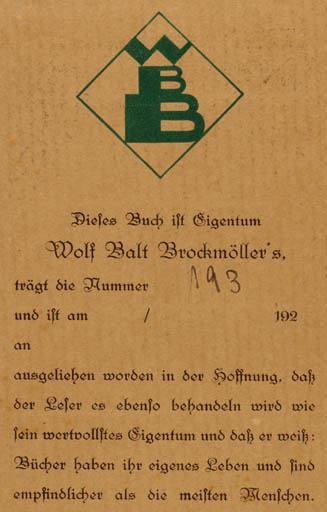 W
B
B
Dieses Buch ist Eigentum
Wolf Balt Brockmöller's,
trägt die Nummer 193
und ist am / 192
an
ausgeliehen worden in der Hoffnung, daß
der Leser es ebenso behandeln wird wie
sein wertvollstes Eigentum und daß er weiß:
Bücher haben ihr eigenes Leben und sind
empfindlicher als die meisten Menschen.